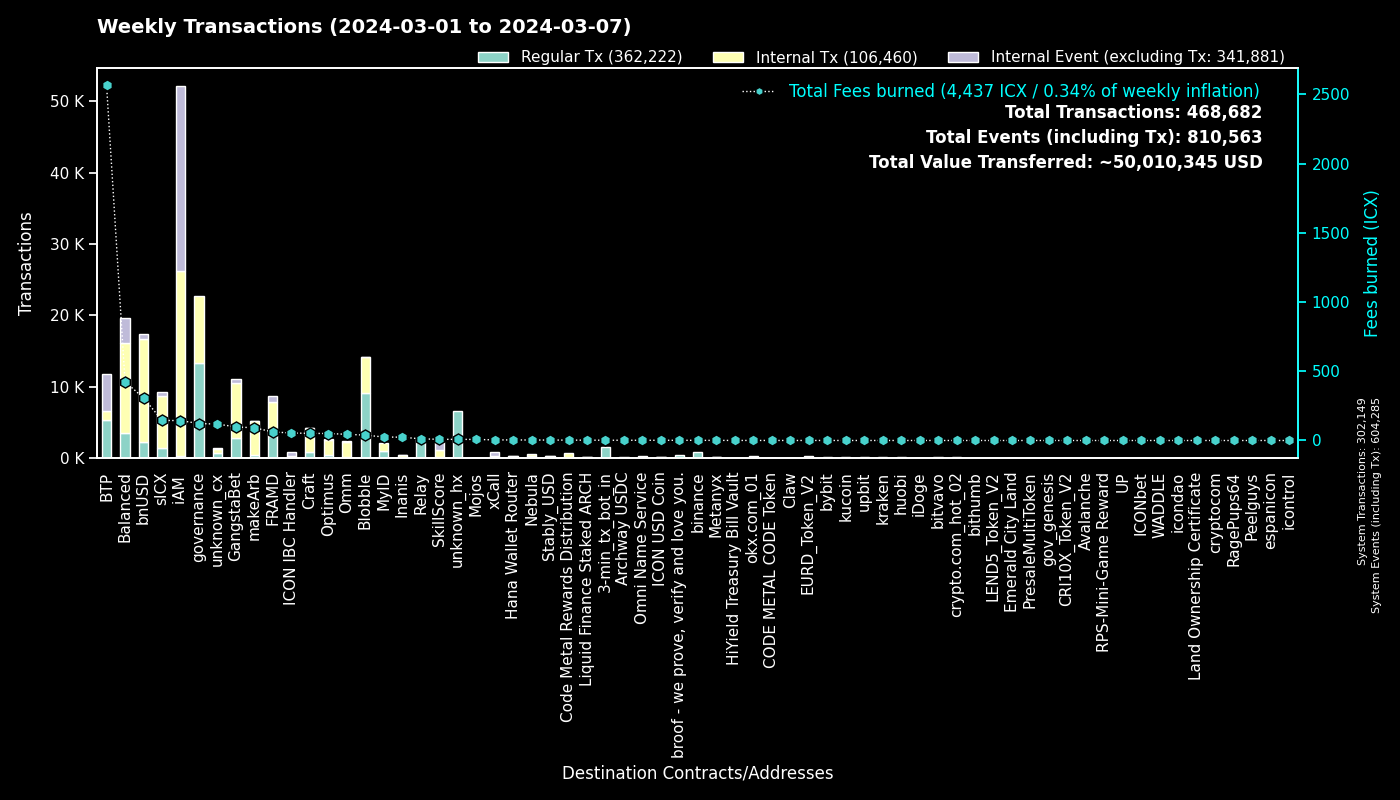 Weekly Transactions (2024-03-01 to 2024-03-07)
Regular Tx (362,222)
Internal Tx (106,460)
Internal Event (excluding Tx: 341,881)
Total Fees burned (4,437 ICX / 0.34% of weekly inflation)
Total Transactions: 468,682
Total Events (including Tx): 810,563
Total Value Transferred: ~50,010,345 USD
Transactions
50 K
40 K
30 K
20 K
10 K
0 K
2500
2000
1500
1000
500
0
Fees burned (ICX)
System Transactions: 302,149
System Events (including Tx): 604,285
BTP
Balanced
bnUSD
sICX
iAM
governance
unknown_cx
GangstaBet
makeArb
FRAMD
ICON IBC Handler
Craft
Optimus
Omm
Blobble
MyID
Inanis
Relay
SkillScore
unknown_hx
Mojos
xCall
Hana Wallet Router
Nebula
Stably_USD
Code Metal Rewards Distribution
Liquid Finance Staked ARCH
3-min_tx_bot_in
Archway USDC
Omni Name Service
ICON USD Coin
broof - we prove, verify and love you.
binance
Metanyx
HiYield Treasury Bill Vault
okx.com_01
CODE METAL CODE Token
Claw
EURD_Token_V2
bybit
kucoin
upbit
kraken
huobi
iDoge
bitvavo
crypto.com_hot_02
bithumb
LEND5_Token_V2
Emerald City Land
PresaleMultiToken
gov_genesis
CRI10X_Token_V2
Avalanche
RPS-Mini-Game Reward
UP
ICONbet
WADDLE
icondao
Land Ownership Certificate
cryptocom
RagePups64
Peelguys
espanicon
icontrol
Destination Contracts/Addresses